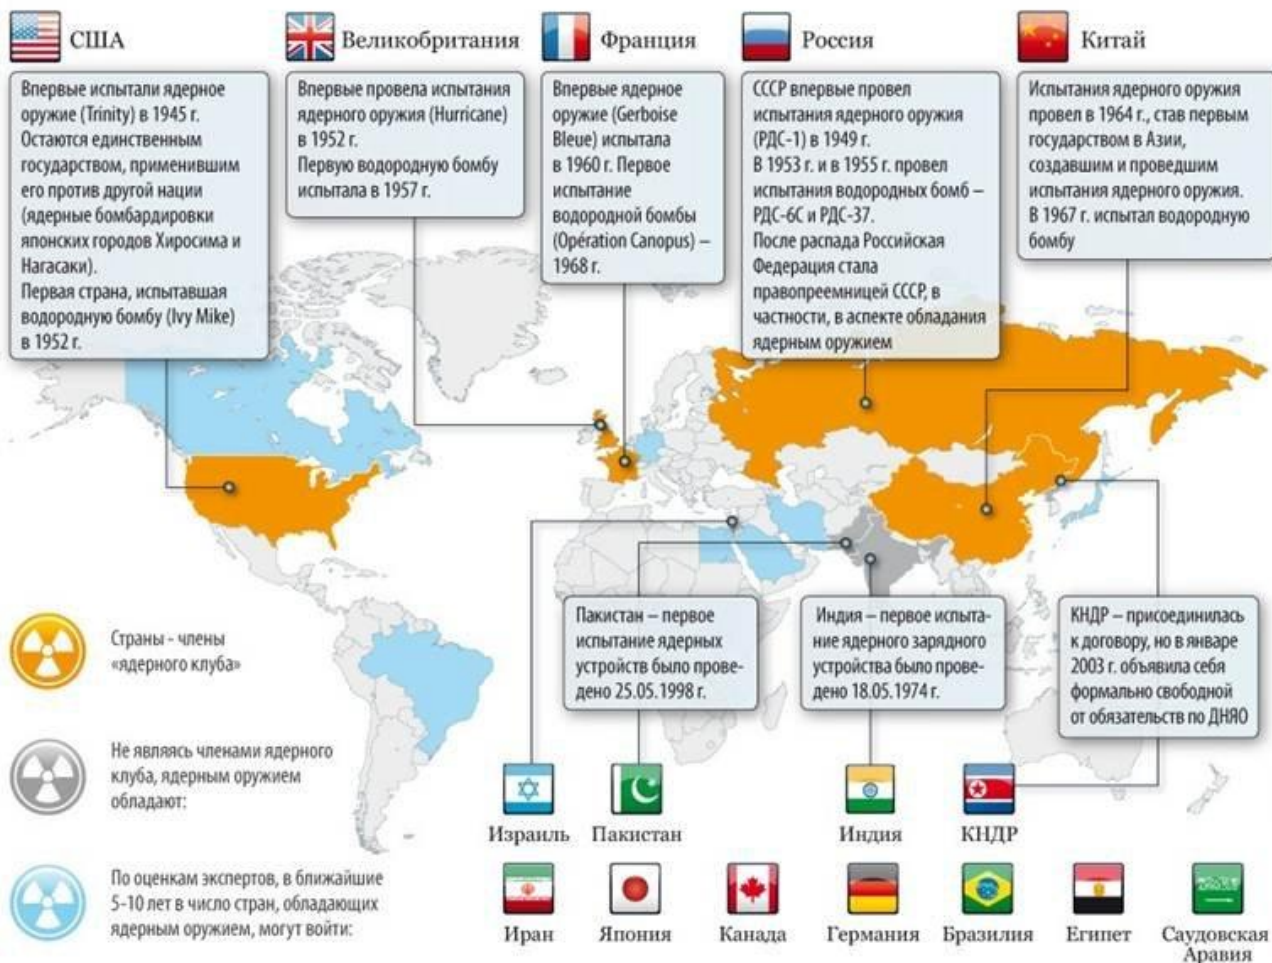 США
Впервые испытали ядерное
оружие (Trinity) в 1945 г.
Остаются единственным
государством, применившим
его против другой нации
(ядерные бомбардировки
японских городов Хиросима и
Нагасаки).
Первая страна, испытавшая
водородную бомбу (Ivy Mike)
в 1952 г.
Великобритания
Впервые провела испытания
ядерного оружия (Hurricane)
в 1952 г.
Первую водородную бомбу
испытала в 1957 г.
Франция
Впервые ядерное
оружие (Gerboise
Bleue) испытала
в 1960 г. Первое
испытание
водородной бомбы
(Opération Canopus) –
1968 г.
Россия
СССР впервые провел
испытания ядерного оружия
(РДС-1) в 1949 г.
В 1953 г. и в 1955 г. провел
испытания водородных бомб –
РДС-6С и РДС-37.
После распада Российская
Федерация стала
правопреемницей СССР, в
частности, в аспекте обладания
ядерным оружием
Китай
Испытания ядерного оружия
провел в 1964 г., став первым
государством в Азии,
создавшим и проведшим
испытания ядерного оружия.
В 1967 г. испытал водородную
бомбу
Пакистан – первое
испытание ядерных
устройств было прове-
дено 25.05.1998 г.
Индия – первое испыта-
ние ядерного зарядного
устройства было прове-
дено 18.05.1974 г.
КНДР – присоединилась
к договору, но в январе
2003 г. объявила себя
формально свободной
от обязательств по ДНЯО
Страны - члены
«ядерного клуба»
Не являясь членами ядерного
клуба, ядерным оружием
обладают:
Израиль
Пакистан
Индия
КНДР
По оценкам экспертов, в ближайшие
5-10 лет в число стран, обладающих
ядерным оружием, могут войти:
Иран
Япония
Канада
Германия
Бразилия
Египет
Саудовская
Аравия